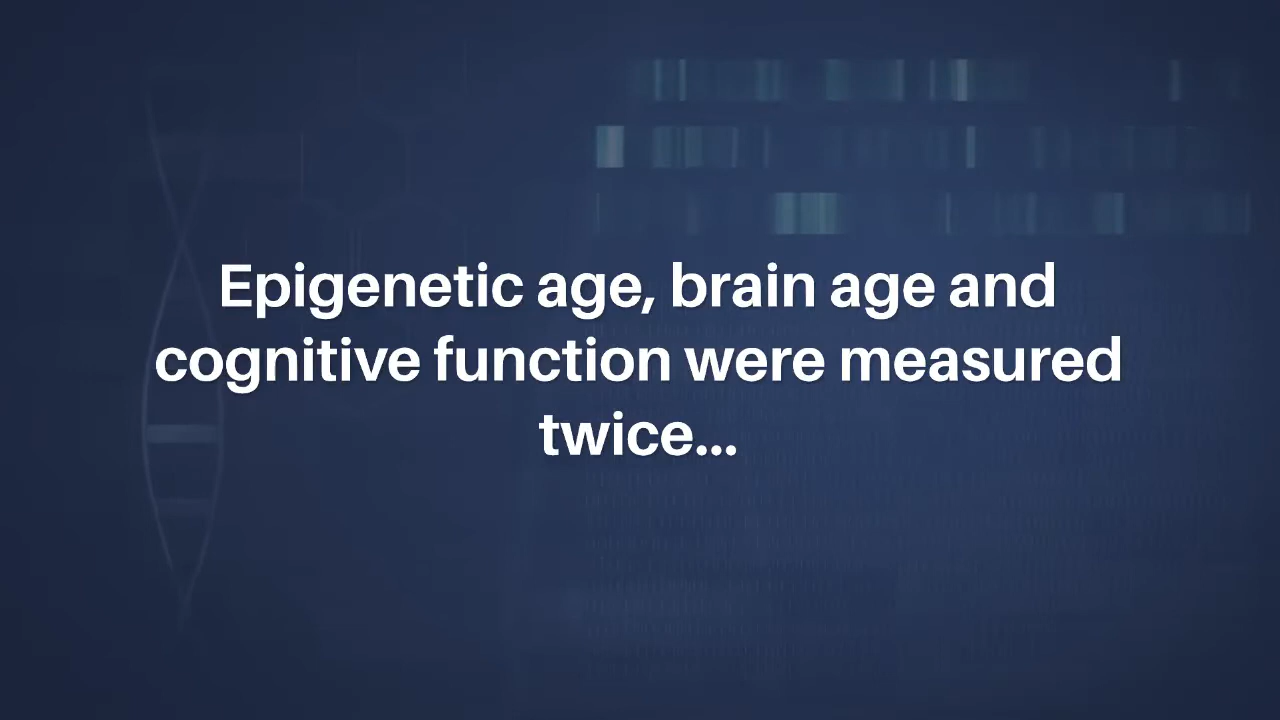 Epigenetic age, brain age and
cognitive function were measured
twice...